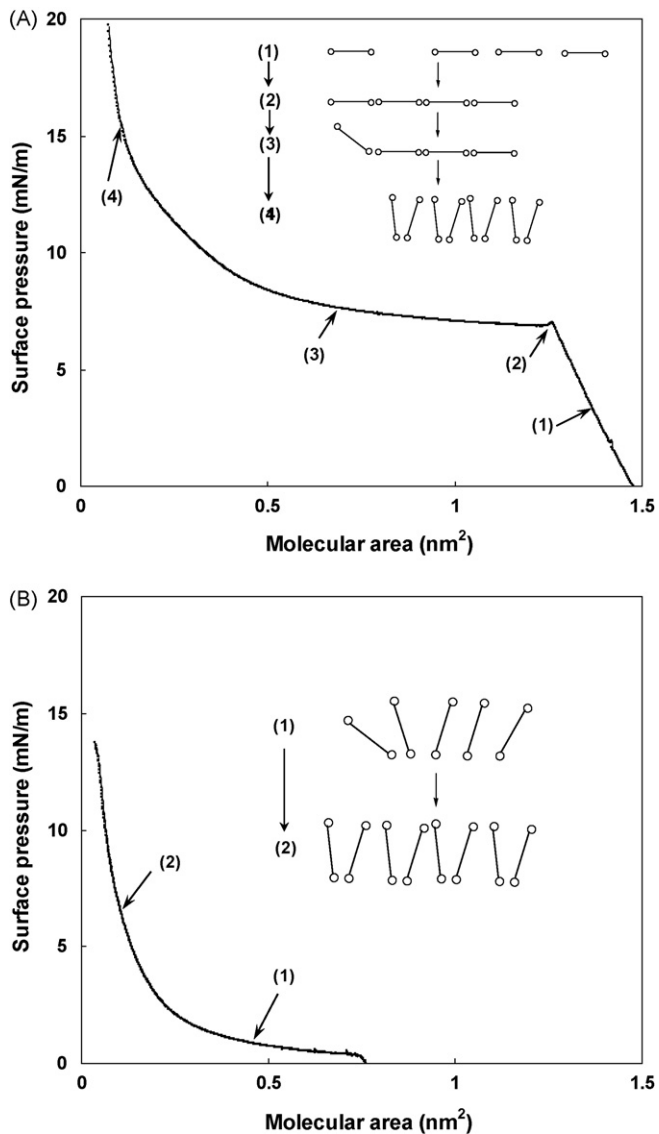 (A)
20
15
10
5
0
Surface pressure (mN/m)
(1)
(2)
(3)
(4)
(4)
(3)
(2)
(1)
0 0.5 1 1.5
Molecular area (nm²)
(B)
20
15
10
5
0
Surface pressure (mN/m)
(1)
(2)
(2)
(1)
0 0.5 1 1.5
Molecular area (nm²)